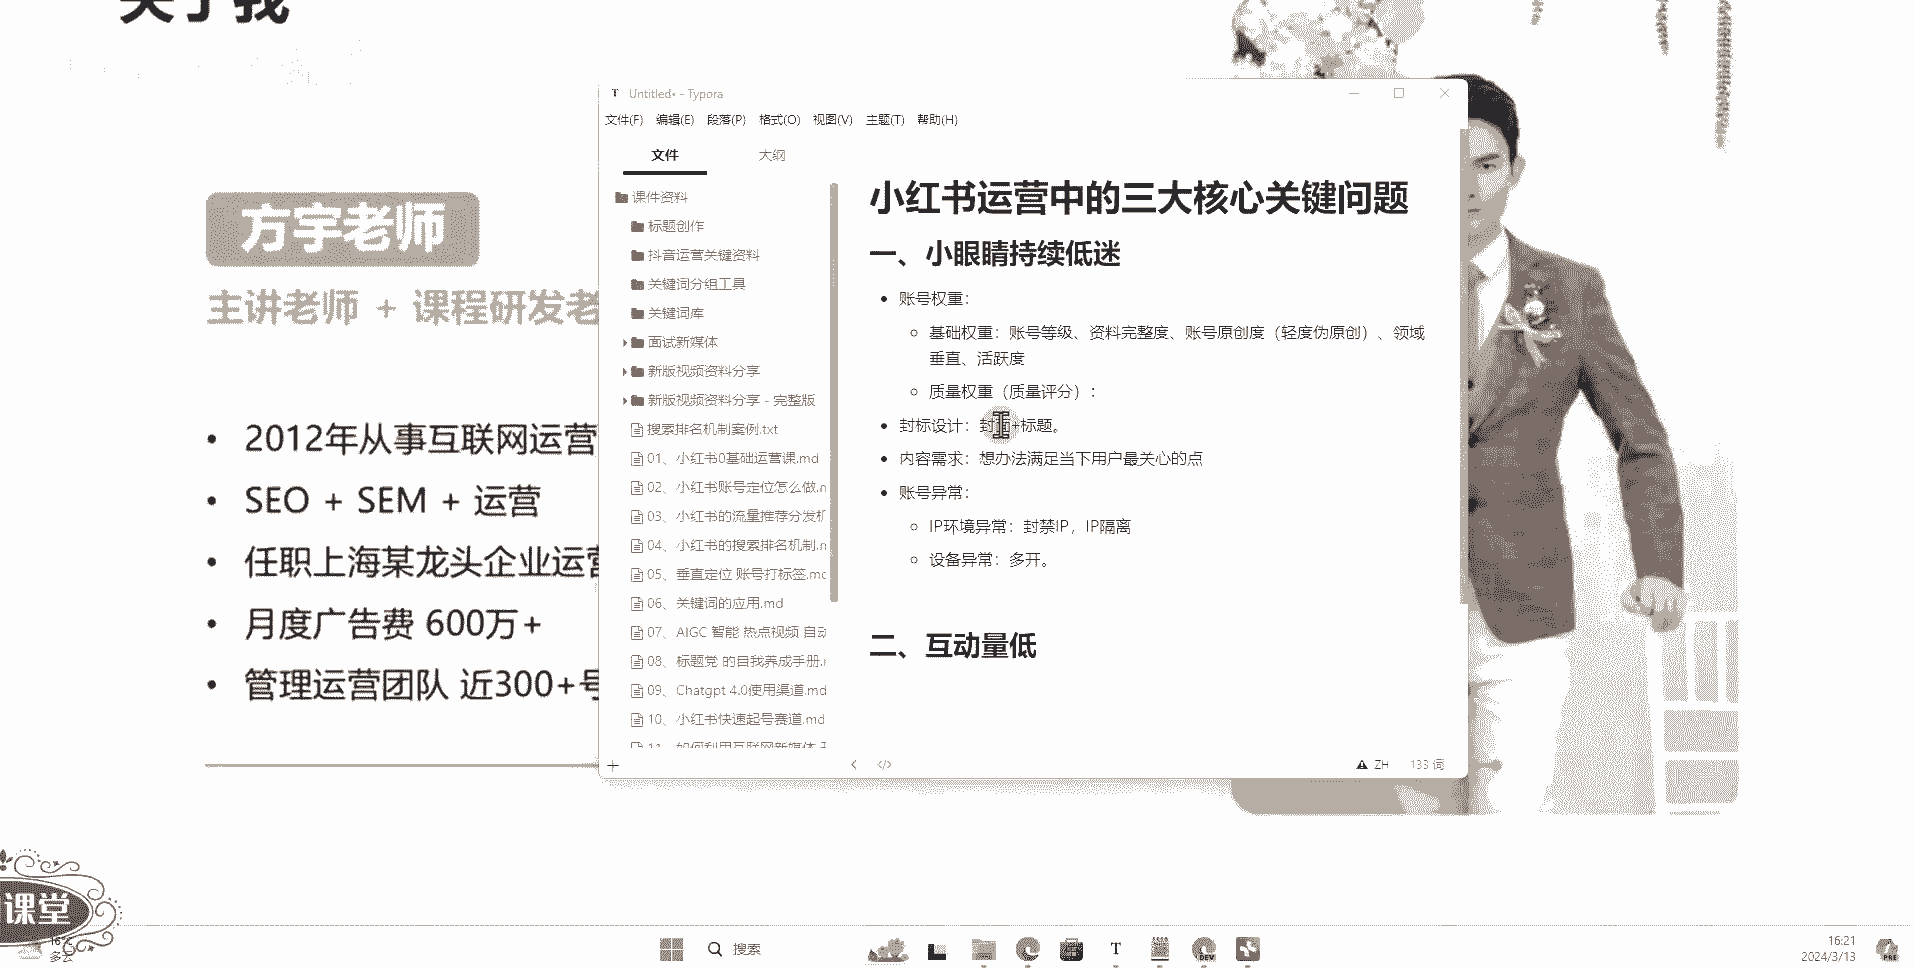 关于我
方宇老师
主讲老师 + 课程研发老
• 2012年从事互联网运营
• SEO + SEM + 运营
• 任职上海某龙头企业运营
• 月度广告费 600万+
• 管理运营团队 近300+号
Untitled• - Typora
文件(F) 编辑(E) 段落(P) 格式(O) 视图(V) 主题(T) 帮助(H)
文件 大纲
课件资料
标题创作
抖音运营关键资料
关键词分组工具
关键词库
面试新媒体
新版视频资料分享
新版视频资料分享 - 完整版
搜索排名机制案例.txt
01、小红书0基础运营课.md
02、小红书账号定位怎么做.m
03、小红书的流量推荐分发机
04、小红书的搜索排名机制.m
05、垂直定位 账号打标签.mc
06、关键词的应用.md
07、AIGC 智能 热点视频 自动
08、标题党 的自我养成手册.
09、Chatgpt 4.0使用渠道.md
10、小红书快速起号赛道.md
11、如何利用互联网新媒体
小红书运营中的三大核心关键问题
一、小眼睛持续低迷
• 账号权重：
基础权重：账号等级、资料完整度、账号原创度（轻度伪原创）、领域
垂直、活跃度
质量权重（质量评分）：
• 封标设计：封面+标题。
• 内容需求：想办法满足当下用户最关心的点
• 账号异常：
IP环境异常：封禁IP，IP隔离
设备异常：多开。
二、互动量低
ZH 133 词
课堂
16°C
多云
搜索
T
DEV
16:21
2024/3/13
PRE